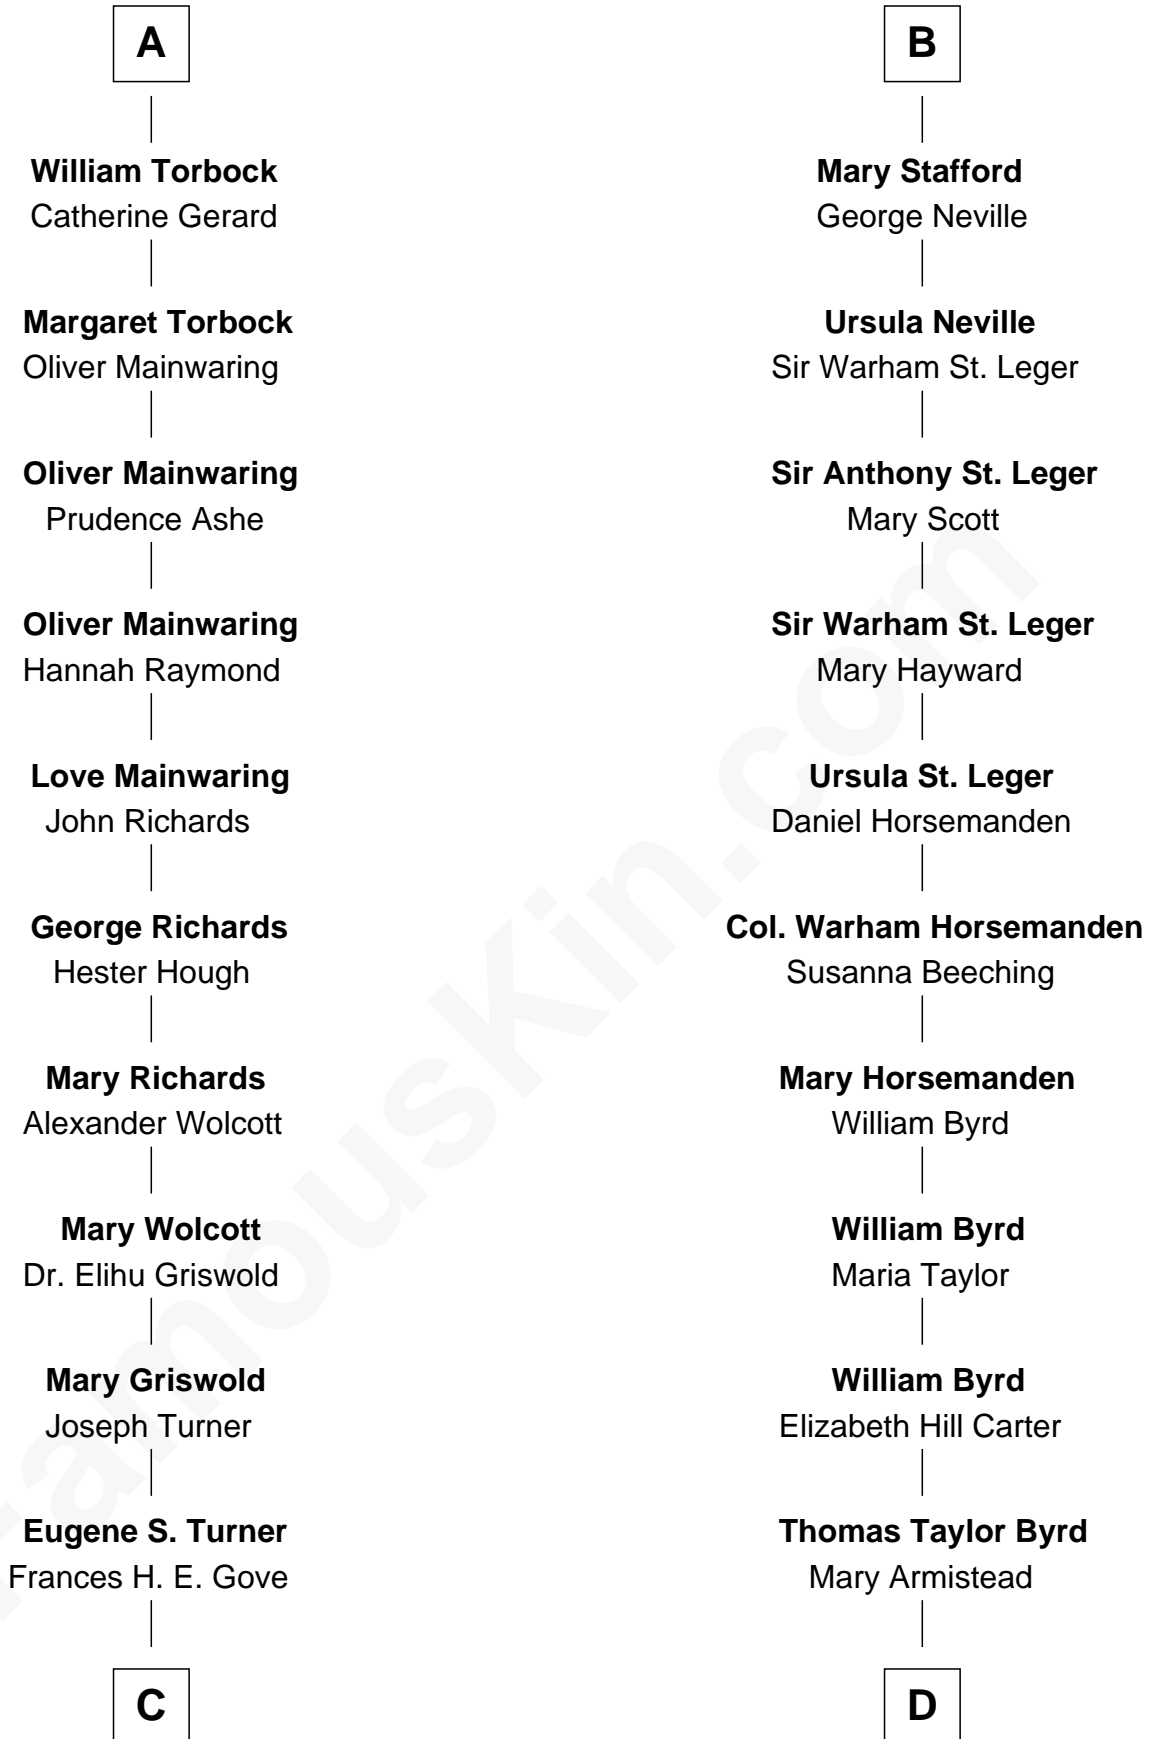 A
William Torbock
Catherine Gerard
Margaret Torbock
Oliver Mainwaring
Oliver Mainwaring
Prudence Ashe
Oliver Mainwaring
Hannah Raymond
Love Mainwaring
John Richards
George Richards
Hester Hough
Mary Richards
Alexander Wolcott
Mary Wolcott
Dr. Elihu Griswold
Mary Griswold
Joseph Turner
Eugene S. Turner
Frances H. E. Gove
C
B
Mary Stafford
George Neville
Ursula Neville
Sir Warham St. Leger
Sir Anthony St. Leger
Mary Scott
Sir Warham St. Leger
Mary Hayward
Ursula St. Leger
Daniel Horsemanden
Col. Warham Horsemanden
Susanna Beeching
Mary Horsemanden
William Byrd
William Byrd
Maria Taylor
William Byrd
Elizabeth Hill Carter
Thomas Taylor Byrd
Mary Armistead
D
FamousKin.com